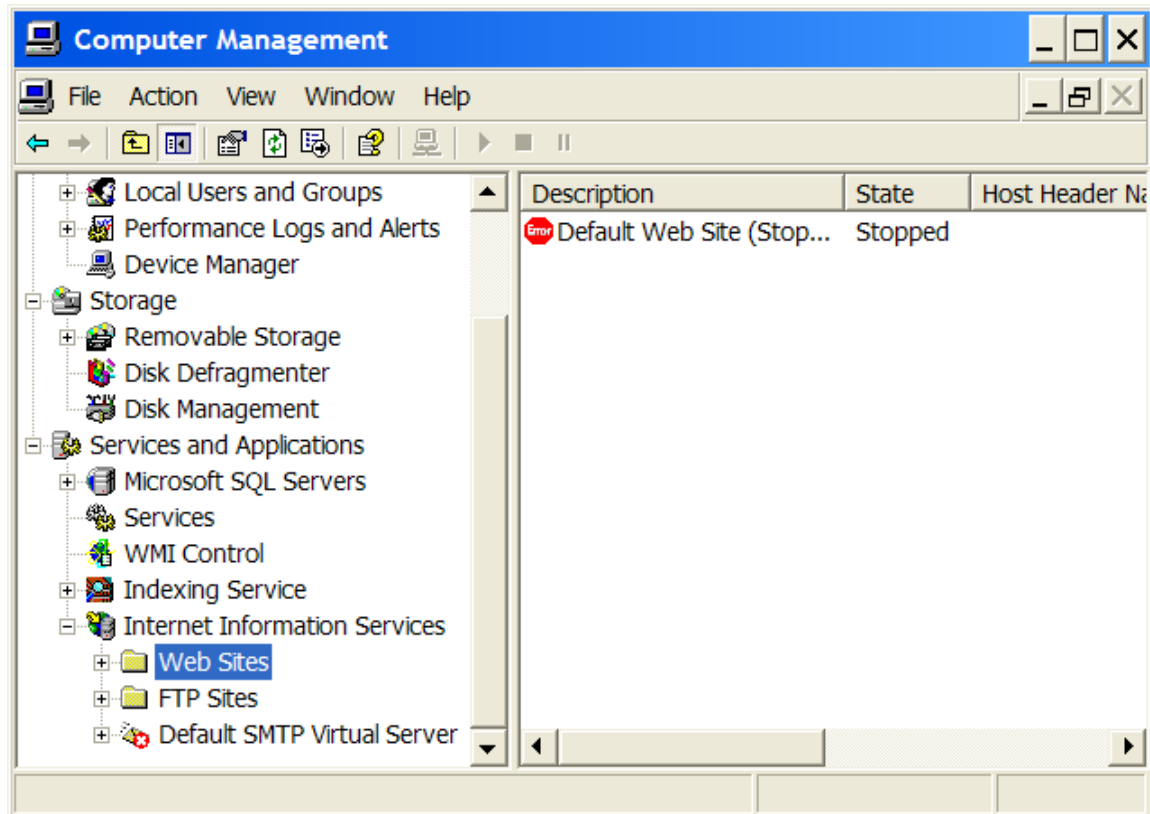 Computer Management
File Action View Window Help
Local Users and Groups
Performance Logs and Alerts
Device Manager
Storage
Removable Storage
Disk Defragmenter
Disk Management
Services and Applications
Microsoft SQL Servers
Services
WMI Control
Indexing Service
Internet Information Services
Web Sites
FTP Sites
Default SMTP Virtual Server
Description State Host Header Na
Error Default Web Site (Stop... Stopped